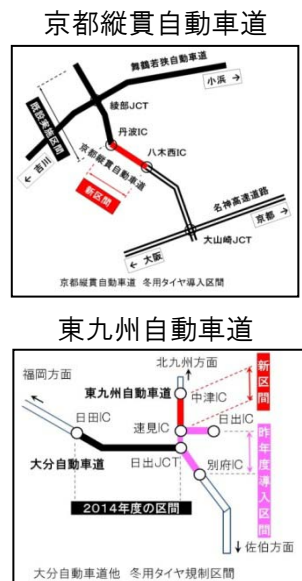 京都縦貫自動車道
舞鶴若狭自動車道
小浜 →
綾部JCT
既設実施区間
丹波IC
八木西IC
← 吉川
京都縦貫自動車道
新区間
名神高速道路
京都 →
大山崎JCT
← 大阪
京都縦貫自動車道 冬用タイヤ導入区間
東九州自動車道
福岡方面
北九州方面
新区間
東九州自動車道
中津IC
日田IC
速見IC
日出IC
昨年度導入区間
大分自動車道
日出JCT
別府IC
2014年度の区間
↓佐伯方面
大分自動車道他 冬用タイヤ規制区間